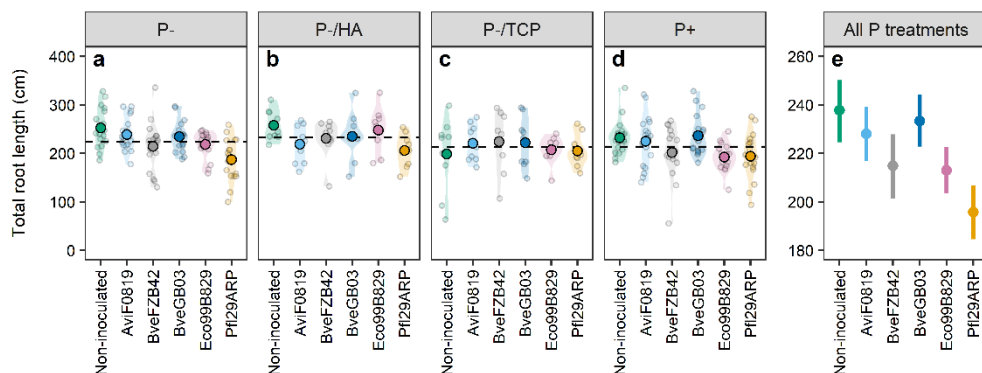 P-
P-/HA
P-/TCP
P+
All P treatments
Total root length (cm)
400
300
200
100
0
a
b
c
d
e
260
240
220
200
180
Non-inoculated
AviF0819
BveFZB42
BveGB03
Eco99B829
Pfl29ARP
Non-inoculated
AviF0819
BveFZB42
BveGB03
Eco99B829
Pfl29ARP
Non-inoculated
AviF0819
BveFZB42
BveGB03
Eco99B829
Pfl29ARP
Non-inoculated
AviF0819
BveFZB42
BveGB03
Eco99B829
Pfl29ARP
Non-inoculated
AviF0819
BveFZB42
BveGB03
Eco99B829
Pfl29ARP